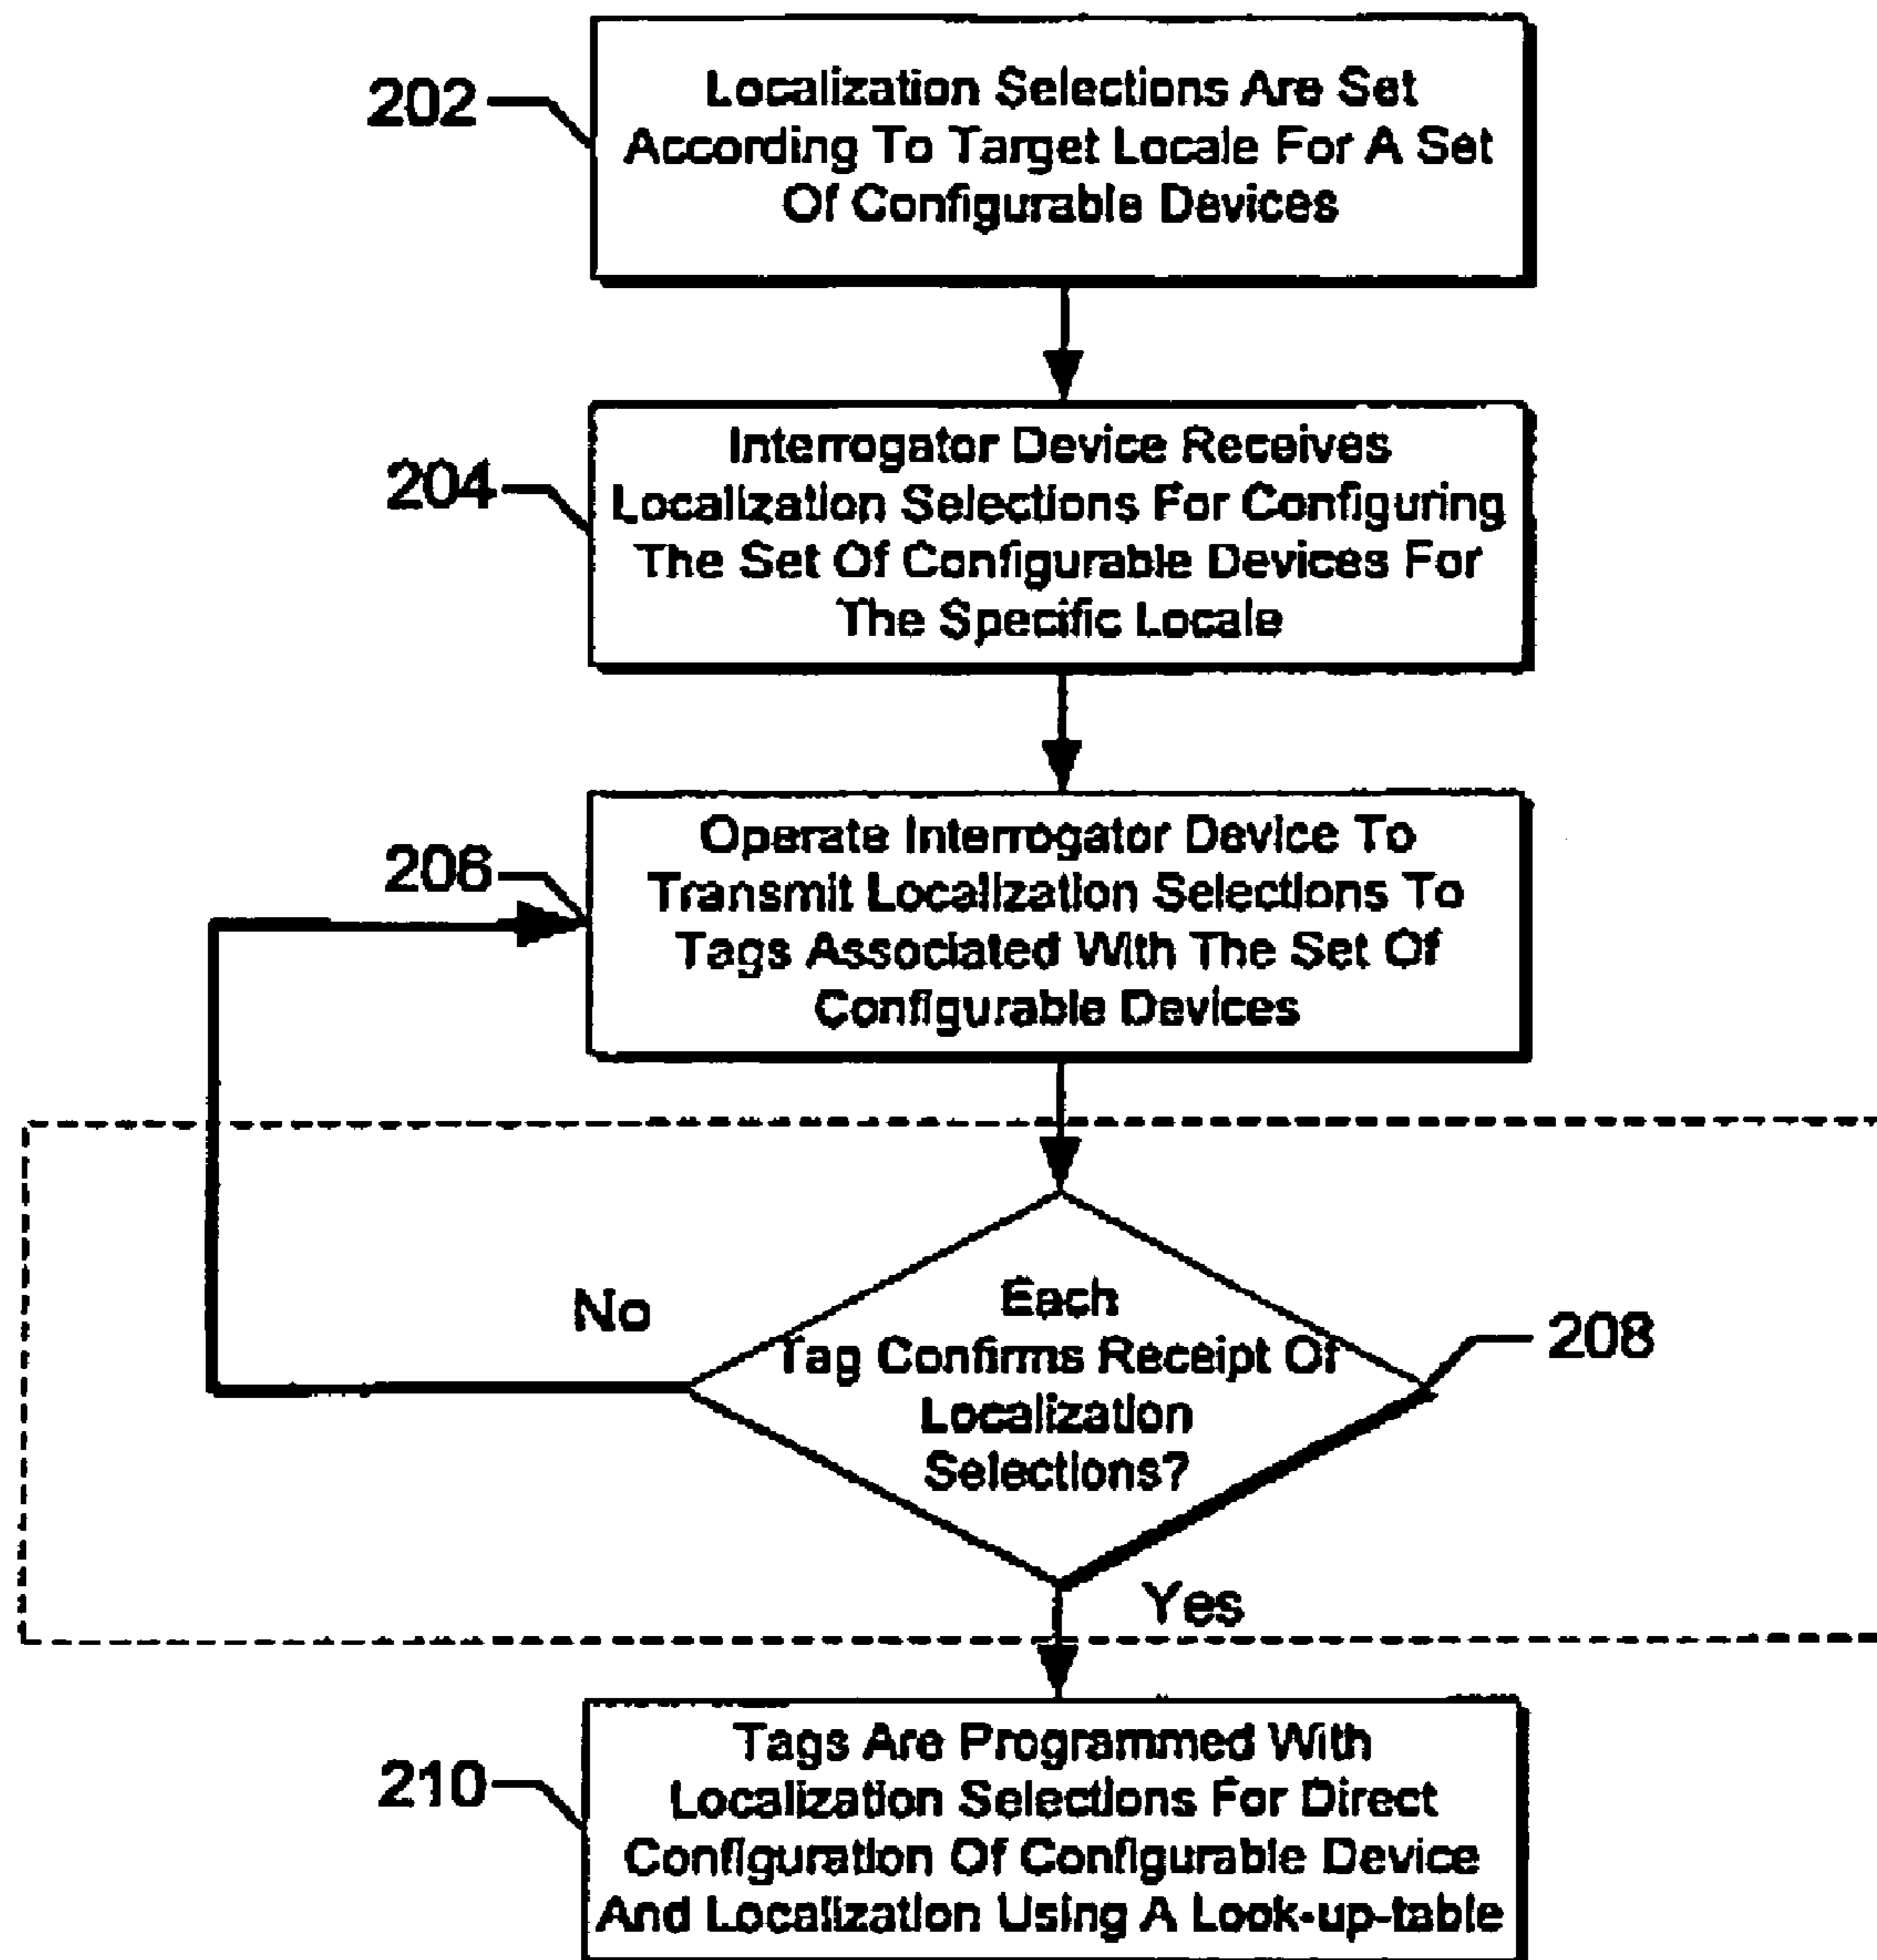 202
Localization Selections Are Set
According To Target Locale For A Set
Of Configurable Devices
204
Interrogator Device Receives
Localization Selections For Configuring
The Set Of Configurable Devices For
The Specific Locale
206
Operate Interrogator Device To
Transmit Localization Selections To
Tags Associated With The Set Of
Configurable Devices
No
Each
Tag Confirms Receipt Of
Localization
Selections?
208
Yes
210
Tags Are Programmed With
Localization Selections For Direct
Configuration Of Configurable Device
And Localization Using A Look-up-table